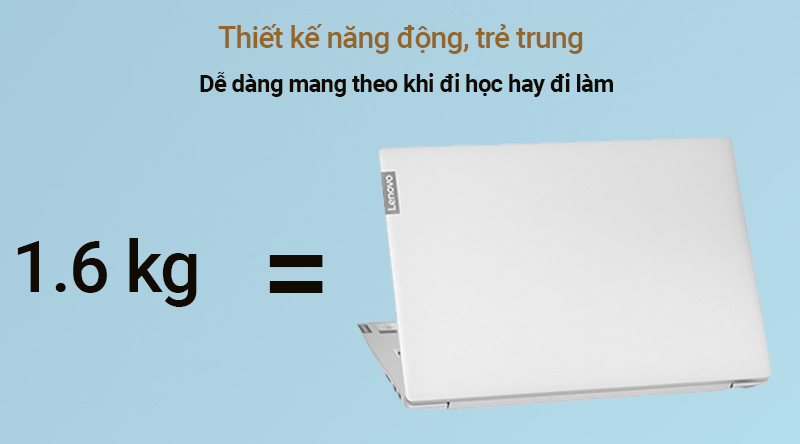 Thiết kế năng động, trẻ trung
Dễ dàng mang theo khi đi học hay đi làm
Lenovo
1.6 kg =